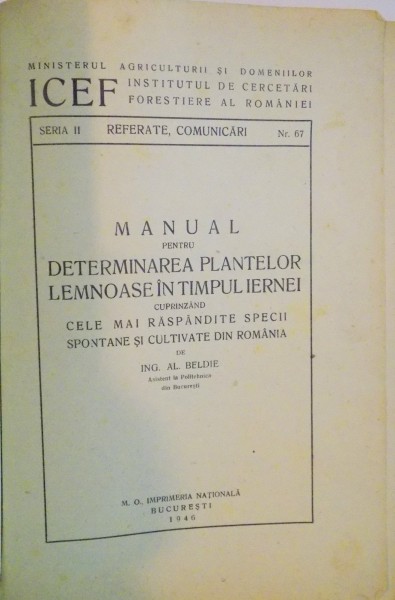 MINISTERUL AGRICULTURII ȘI DOMENIILOR
ICEF INSTITUTUL DE CERCETĂRI
FORESTIERE AL ROMÂNIEI
SERIA II REFERATE, COMUNICĂRI Nr. 67
MANUAL
PENTRU
DETERMINAREA PLANTELOR
LEMNOASE ÎN TIMPUL IERNEI
CUPRINZÂND
CELE MAI RĂSPÂNDITE SPECII
SPONTANE ȘI CULTIVATE DIN ROMÂNIA
DE
ING. AL. BELDIE
Asistent la Politehnica
din București
M. O., IMPRIMERIA NAȚIONALĂ
BUCUREȘTI
1946